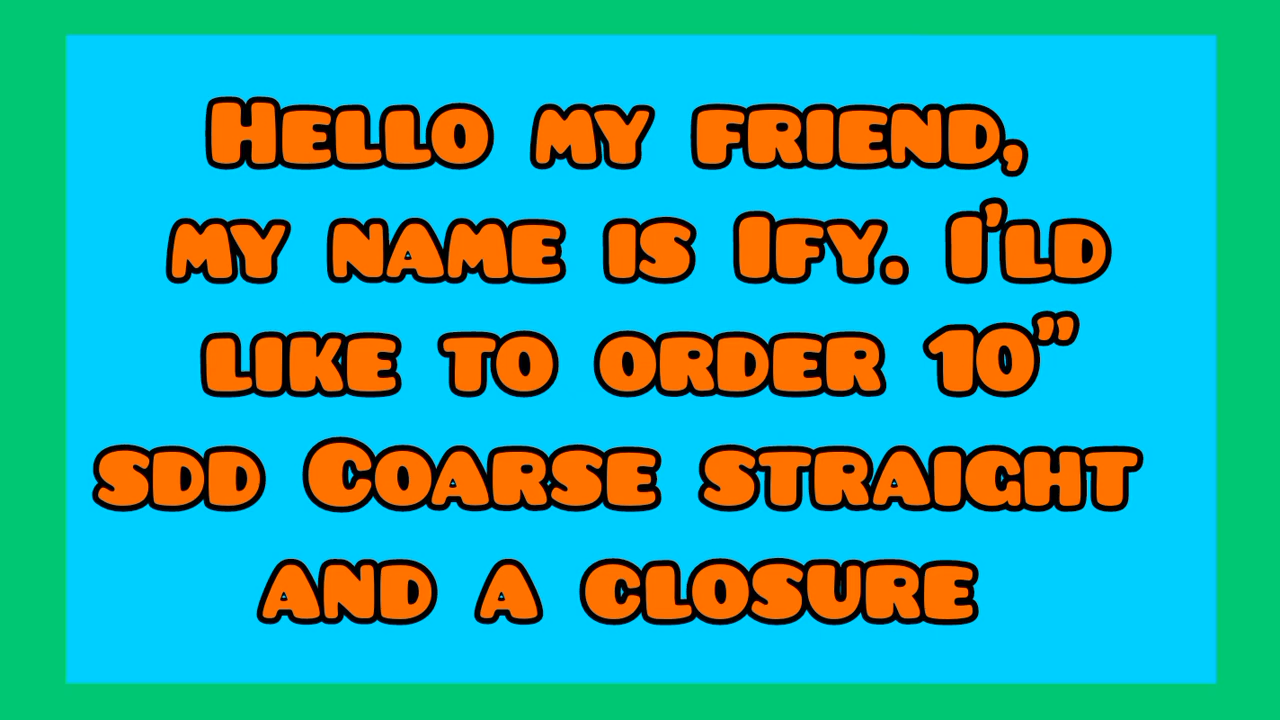 Hello my friend,
my name is Ify. I'ld
like to order 10"
sdd Coarse straight
and a closure